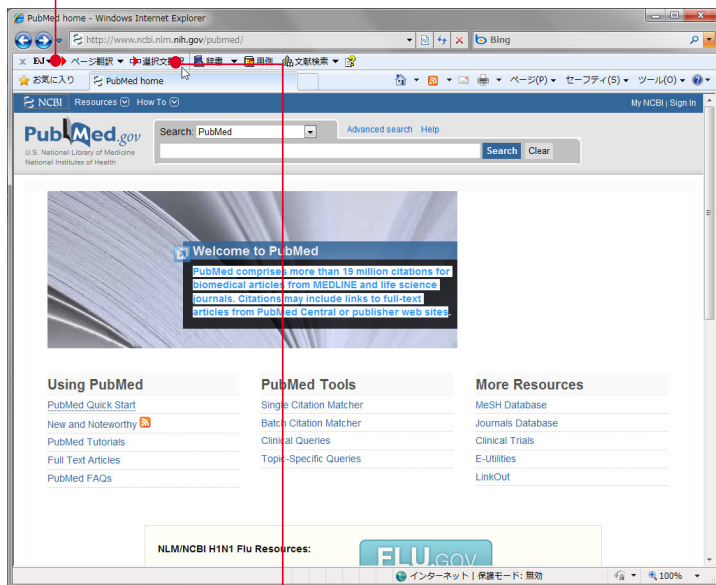 PubMed home - Windows Internet Explorer
http://www.ncbi.nlm.nih.gov/pubmed/
Bing
x EJ ページ翻訳 選択文翻訳 辞書 用例 文献検索
お気に入り PubMed home ページ(P) セーフティ(S) ツール(O)
NCBI Resources How To My NCBI | Sign In
PubMed.gov
U.S. National Library of Medicine
National Institutes of Health
Search: PubMed Advanced search Help
Search Clear
Welcome to PubMed
PubMed comprises more than 19 million citations for
biomedical articles from MEDLINE and life science
journals. Citations may include links to full-text
articles from PubMed Central or publisher web sites.
Using PubMed
PubMed Quick Start
New and Noteworthy
PubMed Tutorials
Full Text Articles
PubMed FAQs
PubMed Tools
Single Citation Matcher
Batch Citation Matcher
Clinical Queries
Topic-Specific Queries
More Resources
MeSH Database
Journals Database
Clinical Trials
E-Utilities
LinkOut
NLM/NCBI H1N1 Flu Resources:
FLU.GOV
インターネット | 保護モード: 無効 100%